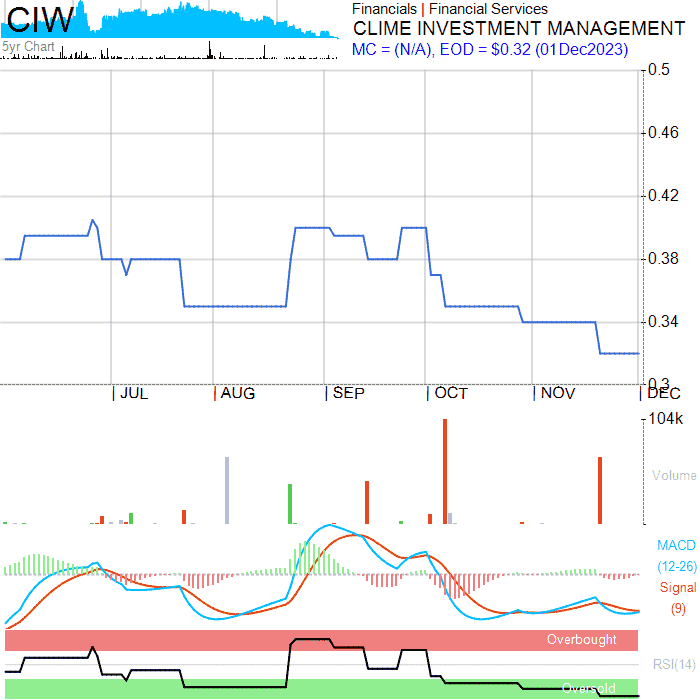 CIW
5yr Chart
Financials | Financial Services
CLIME INVESTMENT MANAGEMENT
MC = (N/A), EOD = $0.32 (01Dec2023)
0.5
0.46
0.42
0.38
0.34
0.3
JUL AUG SEP OCT NOV DEC
104k
Volume
MACD
(12-26)
Signal
(9)
Overbought
RSI(14)
Oversold